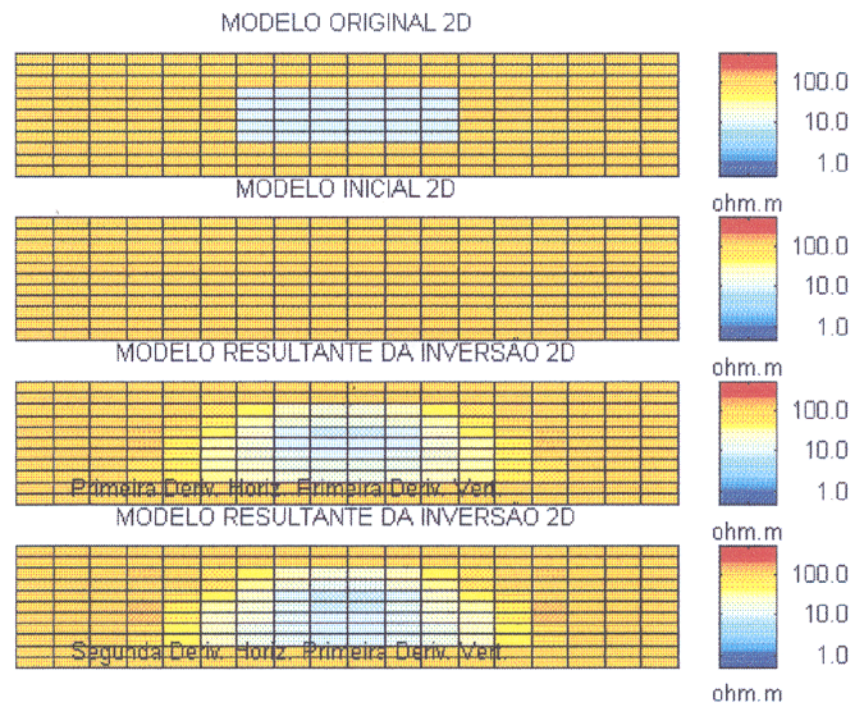 MODELO ORIGINAL 2D
100.0
10.0
1.0
ohm.m
MODELO INICIAL 2D
100.0
10.0
1.0
ohm.m
MODELO RESULTANTE DA INVERSÃO 2D
100.0
10.0
1.0
ohm.m
Primeira Deriv. Horiz. Primeira Deriv. Vert.
MODELO RESULTANTE DA INVERSÃO 2D
100.0
10.0
1.0
ohm.m
Segunda Deriv. Horiz. Primeira Deriv. Vert.